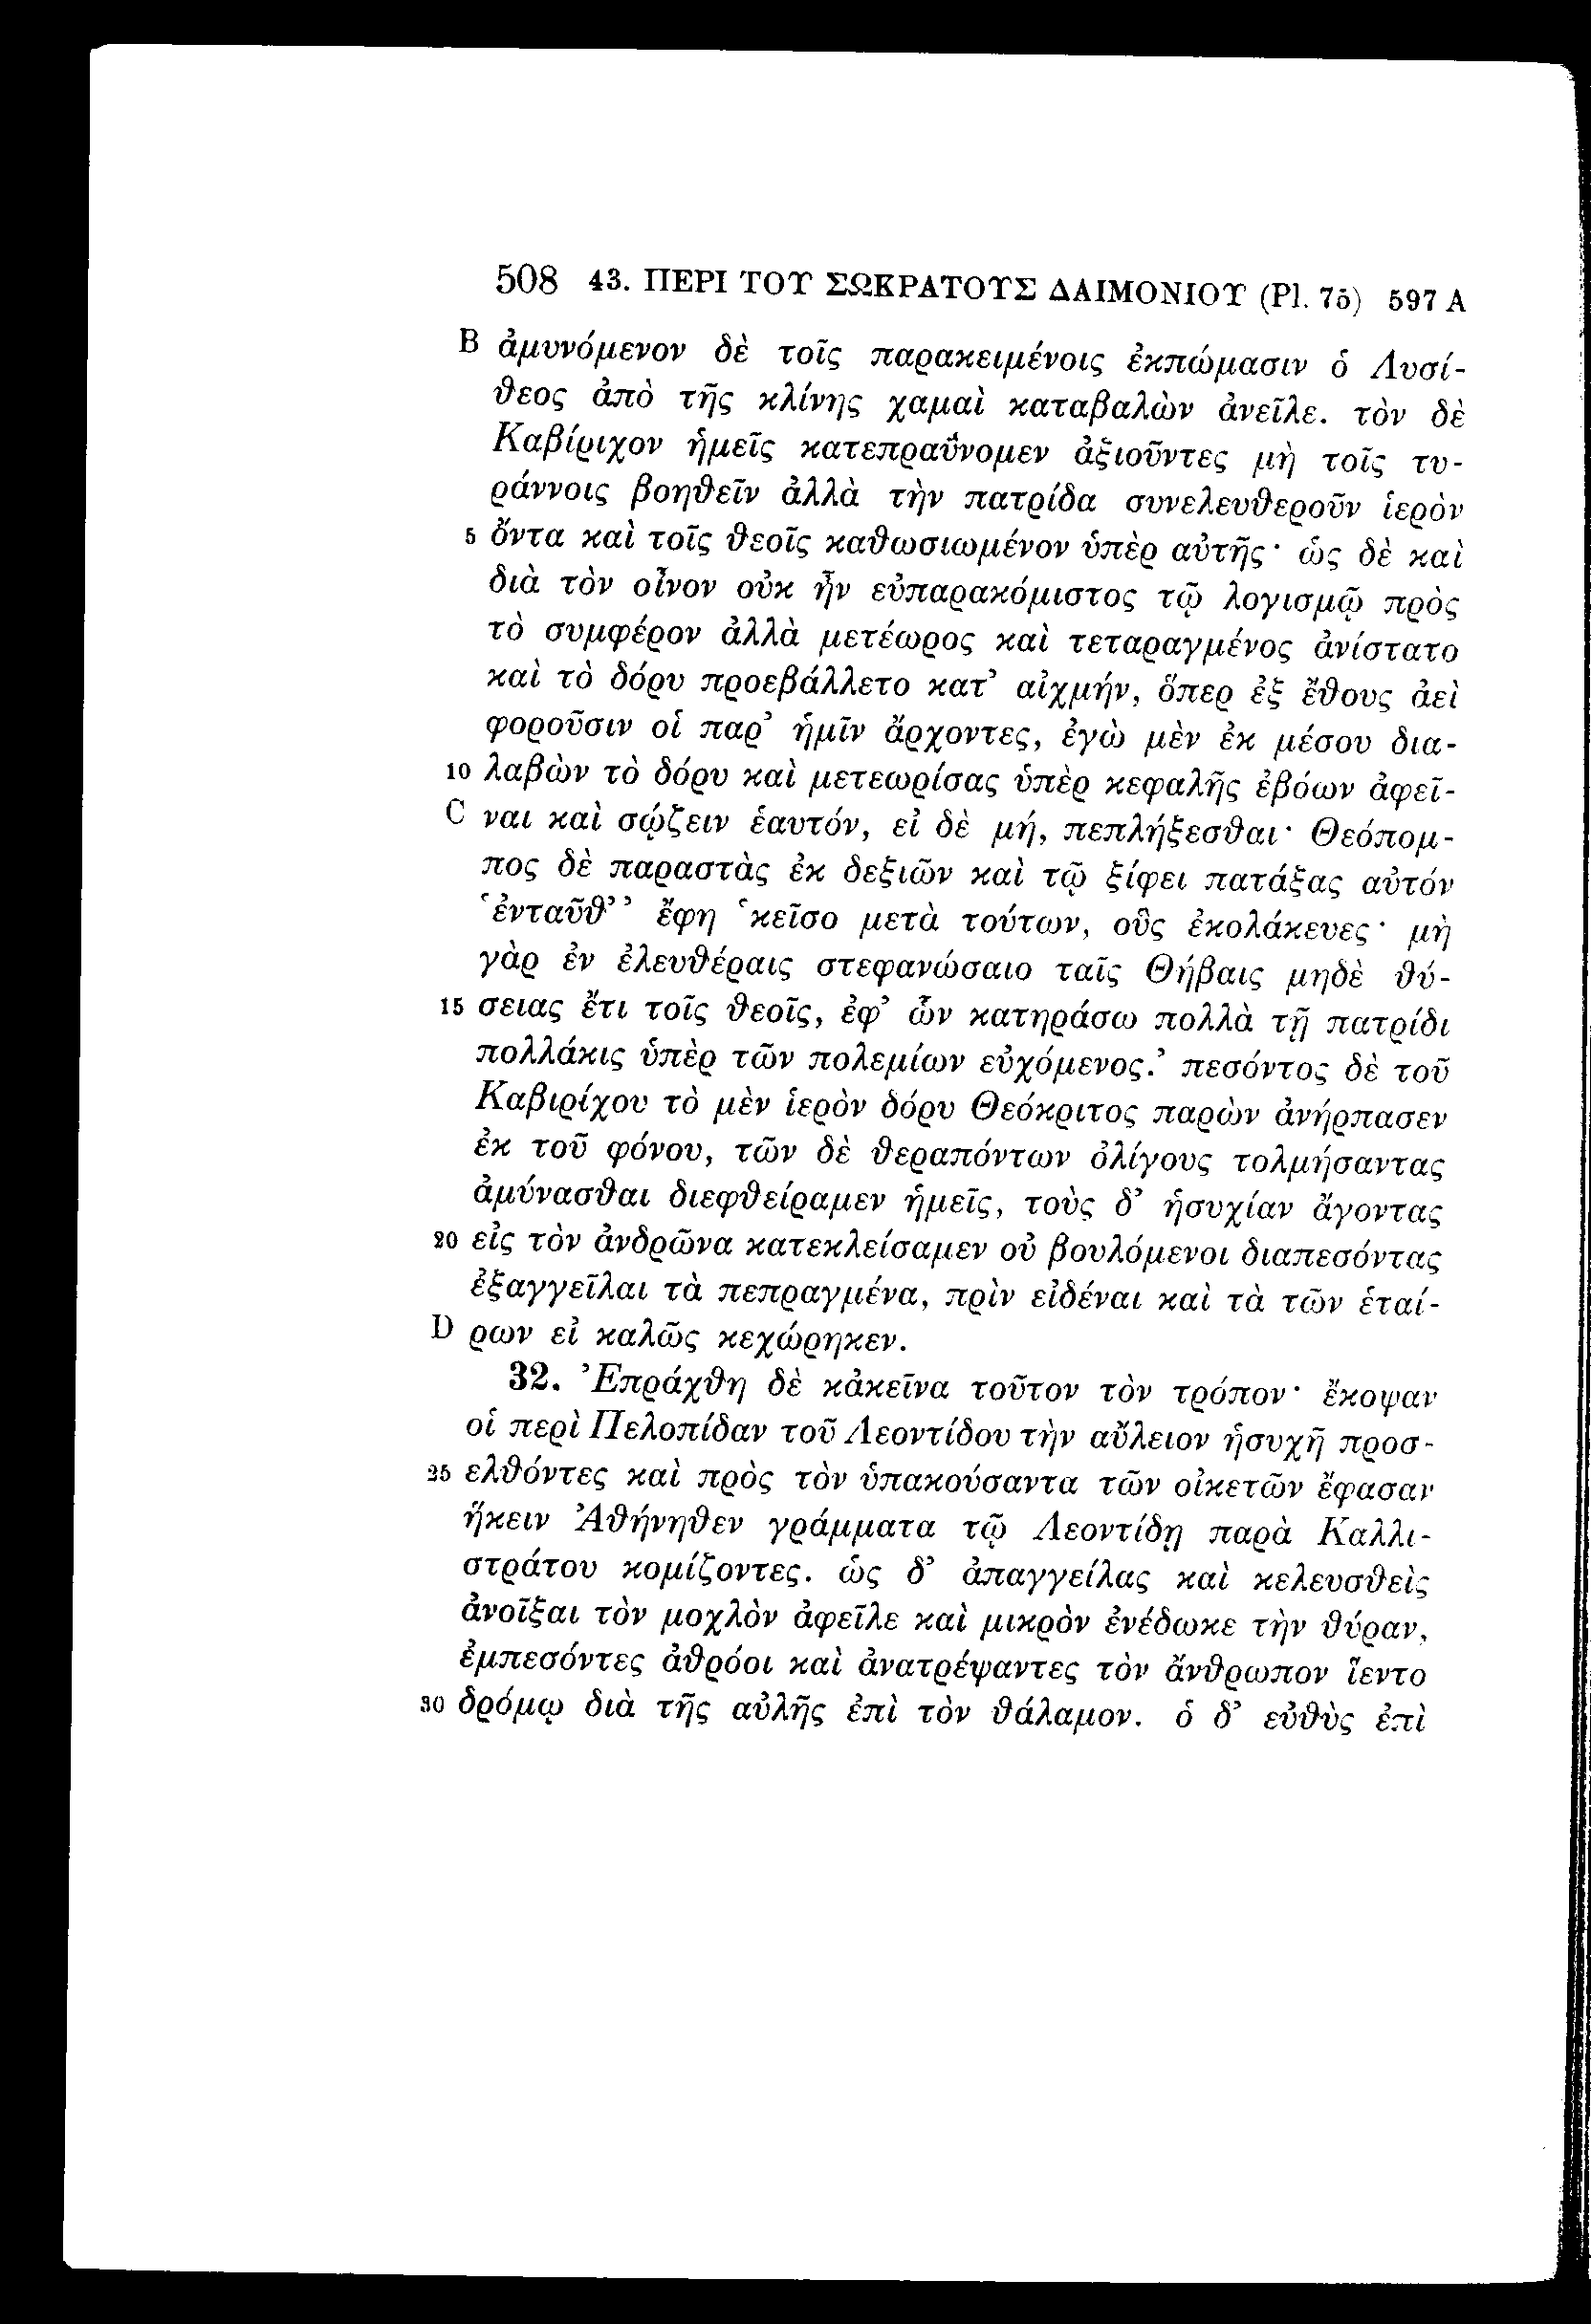 508 43. ΠΕΡΙ ΤΟΥ ΣΩΚΡΑΤΟΥΣ ΔΑΙΜΟΝΙΟΥ (Pl. 75) 597 A
B ἀμυνόμενον δὲ τοῖς παρακειμένοις ἐκπώμασιν ὁ Λυσί-
θεος ἀπὸ τῆς κλίνης χαμαὶ καταβαλὼν ἀνεῖλε. τὸν δὲ
Καβίριχον ἡμεῖς κατεπραΰνομεν ἀξιοῦντες μὴ τοῖς τυ-
ράννοις βοηθεῖν ἀλλὰ τὴν πατρίδα συνελευθεροῦν ἱερὸν
5 ὄντα καὶ τοῖς θεοῖς καθωσιωμένον ὑπὲρ αὐτῆς· ὡς δὲ καὶ
διὰ τὸν οἶνον οὐκ ἦν εὐπαρακόμιστος τῷ λογισμῷ πρὸς
τὸ συμφέρον ἀλλὰ μετέωρος καὶ τεταραγμένος ἀνίστατο
καὶ τὸ δόρυ προεβάλλετο κατ’ αἰχμήν, ὅπερ ἐξ ἔθους ἀεὶ
φοροῦσιν οἱ παρ’ ἡμῖν ἄρχοντες, ἐγὼ μὲν ἐκ μέσου δια-
10 λαβὼν τὸ δόρυ καὶ μετεωρίσας ὑπὲρ κεφαλῆς ἐβόων ἀφεῖ-
C ναι καὶ σῴζειν ἑαυτόν, εἰ δὲ μή, πεπλήξεσθαι· Θεόπομ-
πος δὲ παραστὰς ἐκ δεξιῶν καὶ τῷ ξίφει πατάξας αὐτόν
‘ἐνταῦθ’’ ἔφη ‘κεῖσο μετὰ τούτων, οὓς ἐκολάκευες· μὴ
γὰρ ἐν ἐλευθέραις στεφανώσαιο ταῖς Θήβαις μηδὲ θύ-
15 σειας ἔτι τοῖς θεοῖς, ἐφ’ ὧν κατηράσω πολλὰ τῇ πατρίδι
πολλάκις ὑπὲρ τῶν πολεμίων εὐχόμενος.’ πεσόντος δὲ τοῦ
Καβιρίχου τὸ μὲν ἱερὸν δόρυ Θεόκριτος παρὼν ἀνήρπασεν
ἐκ τοῦ φόνου, τῶν δὲ θεραπόντων ὀλίγους τολμήσαντας
ἀμύνασθαι διεφθείραμεν ἡμεῖς, τοὺς δ’ ἡσυχίαν ἄγοντας
20 εἰς τὸν ἀνδρῶνα κατεκλείσαμεν οὐ βουλόμενοι διαπεσόντας
ἐξαγγεῖλαι τὰ πεπραγμένα, πρὶν εἰδέναι καὶ τὰ τῶν ἑταί-
D ρων εἰ καλῶς κεχώρηκεν.
32. Ἐπράχθη δὲ κἀκεῖνα τοῦτον τὸν τρόπον· ἔκοψαν
οἱ περὶ Πελοπίδαν τοῦ Λεοντίδου τὴν αὔλειον ἡσυχῆ προσ-
25 ελθόντες καὶ πρὸς τὸν ὑπακούσαντα τῶν οἰκετῶν ἔφασαν
ἥκειν Ἀθήνηθεν γράμματα τῷ Λεοντίδῃ παρὰ Καλλι-
στράτου κομίζοντες. ὡς δ’ ἀπαγγείλας καὶ κελευσθεὶς
ἀνοῖξαι τὸν μοχλὸν ἀφεῖλε καὶ μικρὸν ἐνέδωκε τὴν θύραν,
ἐμπεσόντες ἀθρόοι καὶ ἀνατρέψαντες τὸν ἄνθρωπον ἵεντο
30 δρόμῳ διὰ τῆς αὐλῆς ἐπὶ τὸν θάλαμον. ὁ δ’ εὐθὺς ἐπὶ